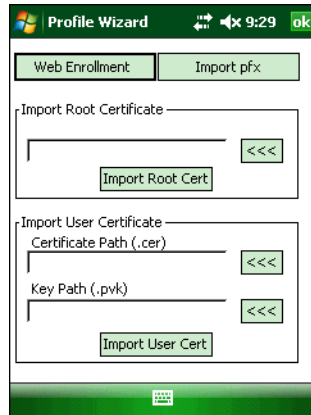 Profile Wizard 9:29 ok
Web Enrollment Import pfx
Import Root Certificate
<<<
Import Root Cert
Import User Certificate
Certificate Path (.cer)
<<<
Key Path (.pvk)
<<<
Import User Cert